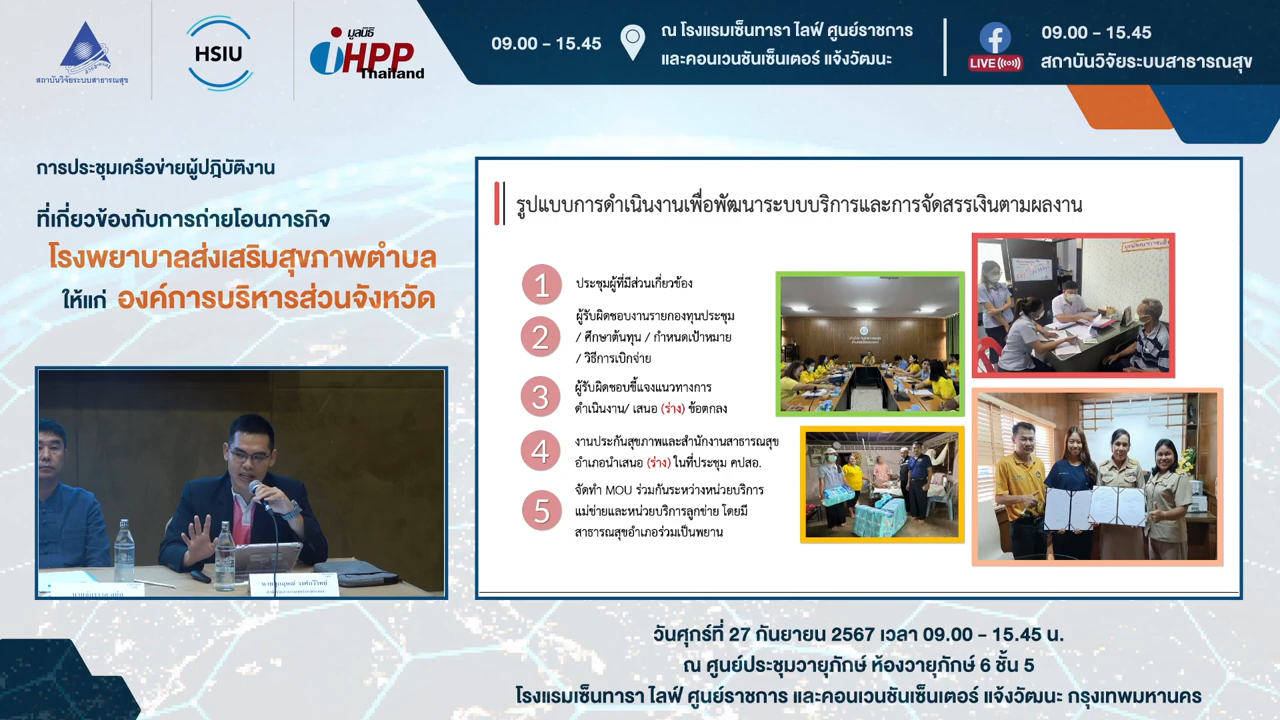 สถาบันวิจัยระบบสาธารณสุข
HSIU
มูลนิธิ
iHPP
Thailand
09.00 - 15.45
ณ โรงแรมเซ็นทารา ไลฟ์ ศูนย์ราชการ
และคอนเวนชันเซ็นเตอร์ แจ้งวัฒนะ
LIVE
09.00 - 15.45
สถาบันวิจัยระบบสาธารณสุข
การประชุมเครือข่ายผู้ปฏิบัติงาน
ที่เกี่ยวข้องกับการถ่ายโอนภารกิจ
โรงพยาบาลส่งเสริมสุขภาพตำบล
ให้แก่ องค์การบริหารส่วนจังหวัด
รูปแบบการดำเนินงานเพื่อพัฒนาระบบบริการและการจัดสรรเงินตามผลงาน
1 ประชุมผู้ที่มีส่วนเกี่ยวข้อง
2 ผู้รับผิดชอบงานรายกองทุนประชุม
/ ศึกษาต้นทุน / กำหนดเป้าหมาย
/ วิธีการเบิกจ่าย
3 ผู้รับผิดชอบชี้แจงแนวทางการ
ดำเนินงาน/ เสนอ (ร่าง) ข้อตกลง
4 งานประกันสุขภาพและสำนักงานสาธารณสุข
อำเภอนำเสนอ (ร่าง) ในที่ประชุม คปสอ.
5 จัดทำ MOU ร่วมกันระหว่างหน่วยบริการ
แม่ข่ายและหน่วยบริการลูกข่าย โดยมี
สาธารณสุขอำเภอร่วมเป็นพยาน
วันศุกร์ที่ 27 กันยายน 2567 เวลา 09.00 - 15.45 น.
ณ ศูนย์ประชุมวายุภักษ์ ห้องวายุภักษ์ 6 ชั้น 5
โรงแรมเซ็นทารา ไลฟ์ ศูนย์ราชการ และคอนเวนชันเซ็นเตอร์ แจ้งวัฒนะ กรุงเทพมหานคร